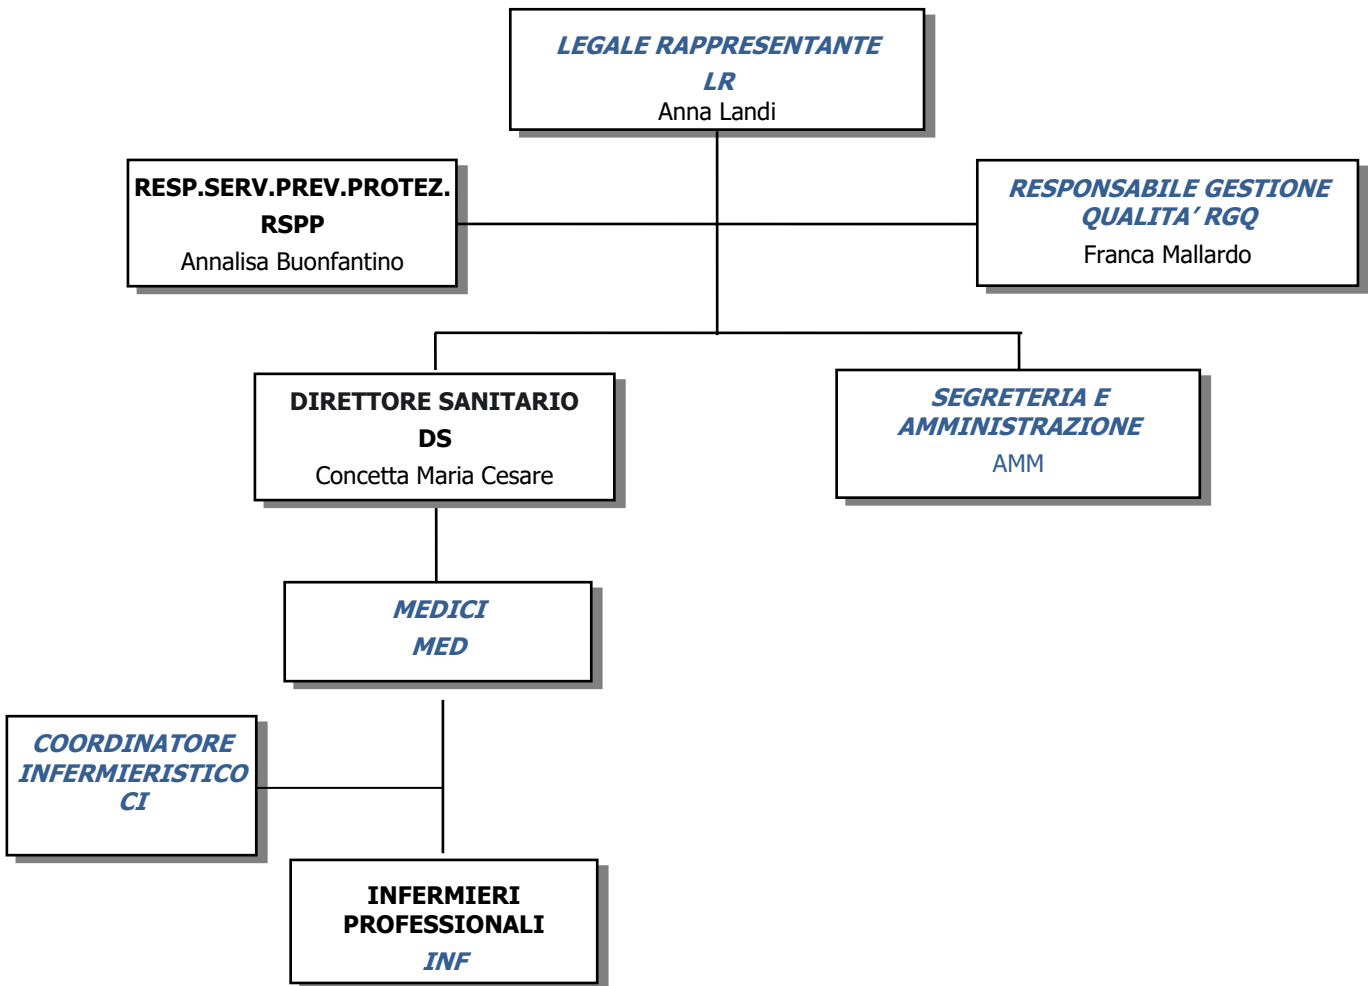 LEGALE RAPPRESENTANTE
LR
Anna Landi
RESP.SERV.PREV.PROTEZ.
RSPP
Annalisa Buonfantino
RESPONSABILE GESTIONE
QUALITA’ RGQ
Franca Mallardo
DIRETTORE SANITARIO
DS
Concetta Maria Cesare
SEGRETERIA E
AMMINISTRAZIONE
AMM
MEDICI
MED
COORDINATORE
INFERMIERISTICO
CI
INFERMIERI
PROFESSIONALI
INF